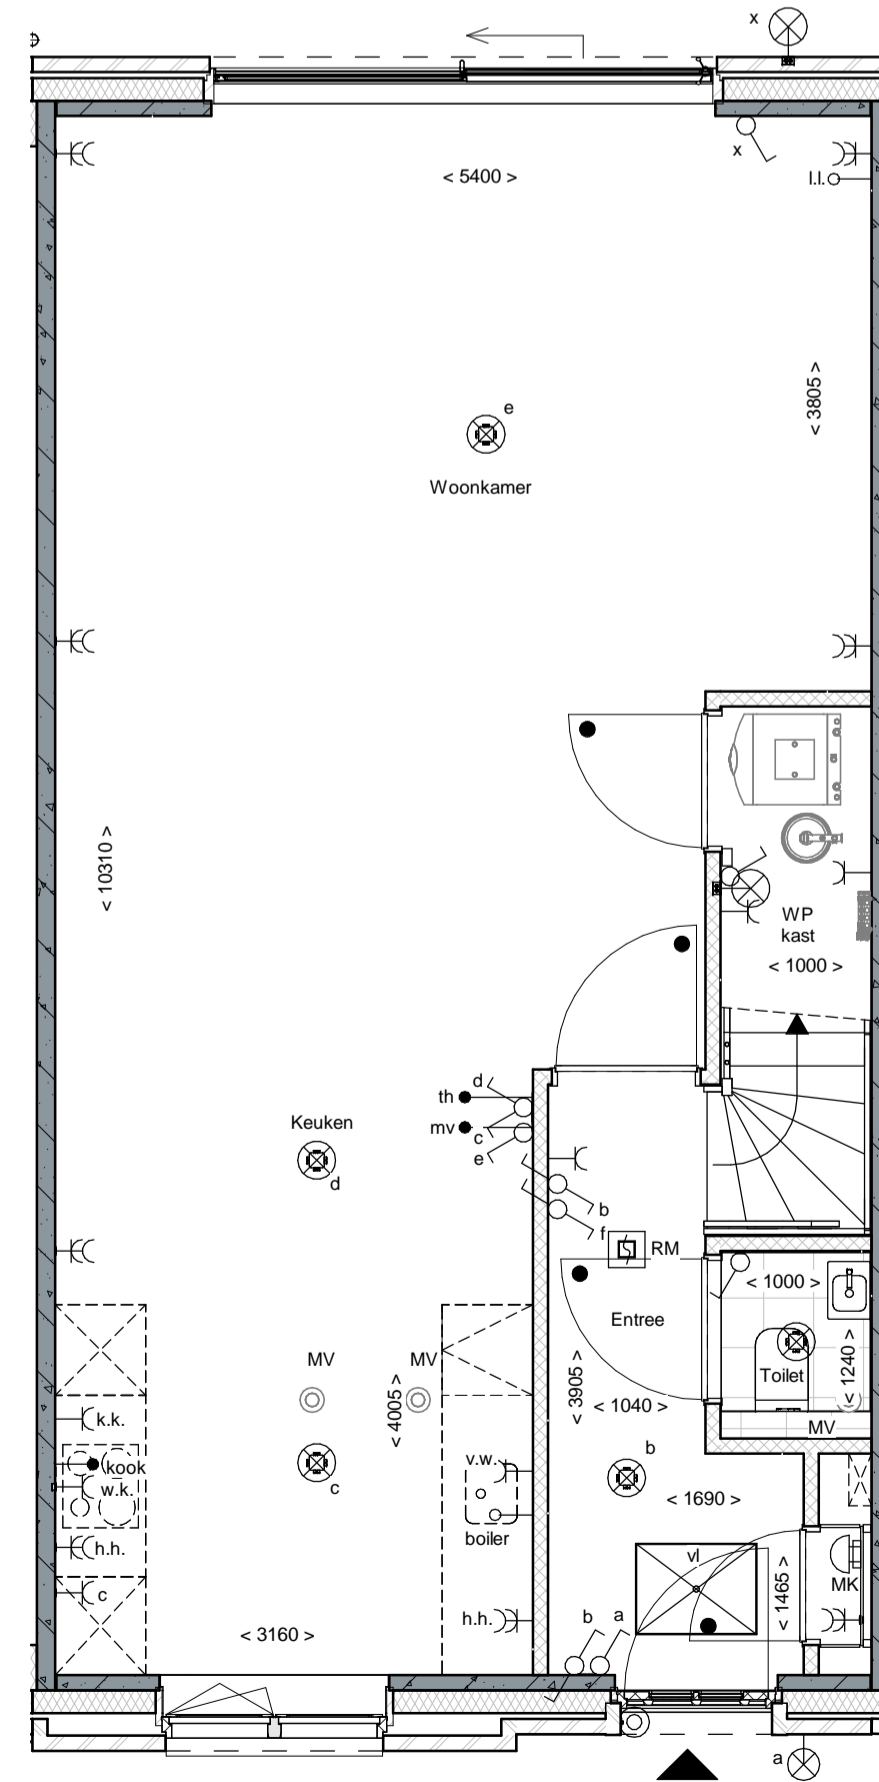 x
x
< 5400 >
l.l.
< 3805 >
e
Woonkamer
< 10310 >
WP
kast
< 1000 >
d
th
mv
c
e
Keuken
d
b
f
RM
< 1000 >
Entree
MV
MV
Toilet
< 1240 >
< 4005 >
< 3905 >
< 1040 >
k.k.
MV
b
kook
v.w.
w.k.
c
< 1690 >
boiler
h.h.
vl
MK
< 1465 >
c
h.h.
b
a
< 3160 >
a